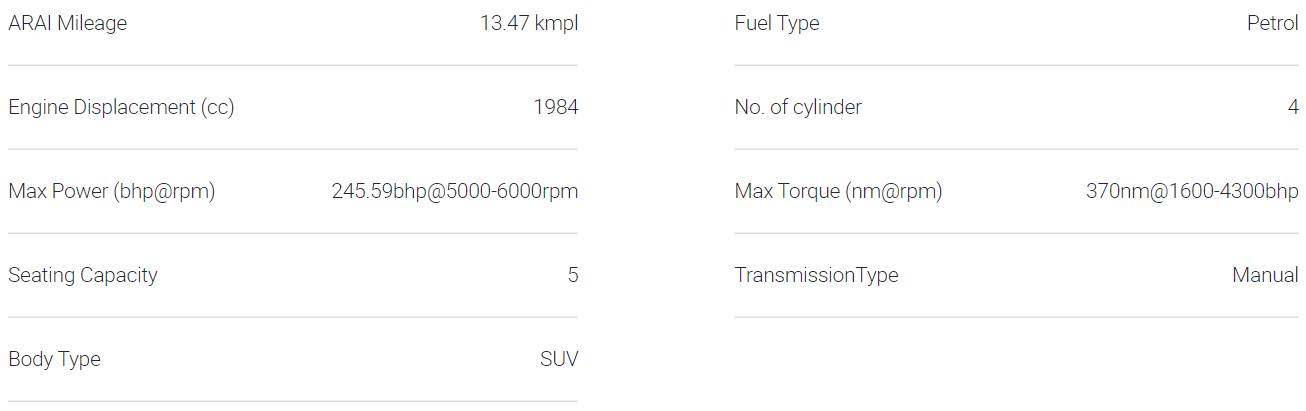 ARAI Mileage 13.47 kmpl Fuel Type Petrol
Engine Displacement (cc) 1984 No. of cylinder 4
Max Power (bhp@rpm) 245.59bhp@5000-6000rpm Max Torque (nm@rpm) 370nm@1600-4300bhp
Seating Capacity 5 TransmissionType Manual
Body Type SUV